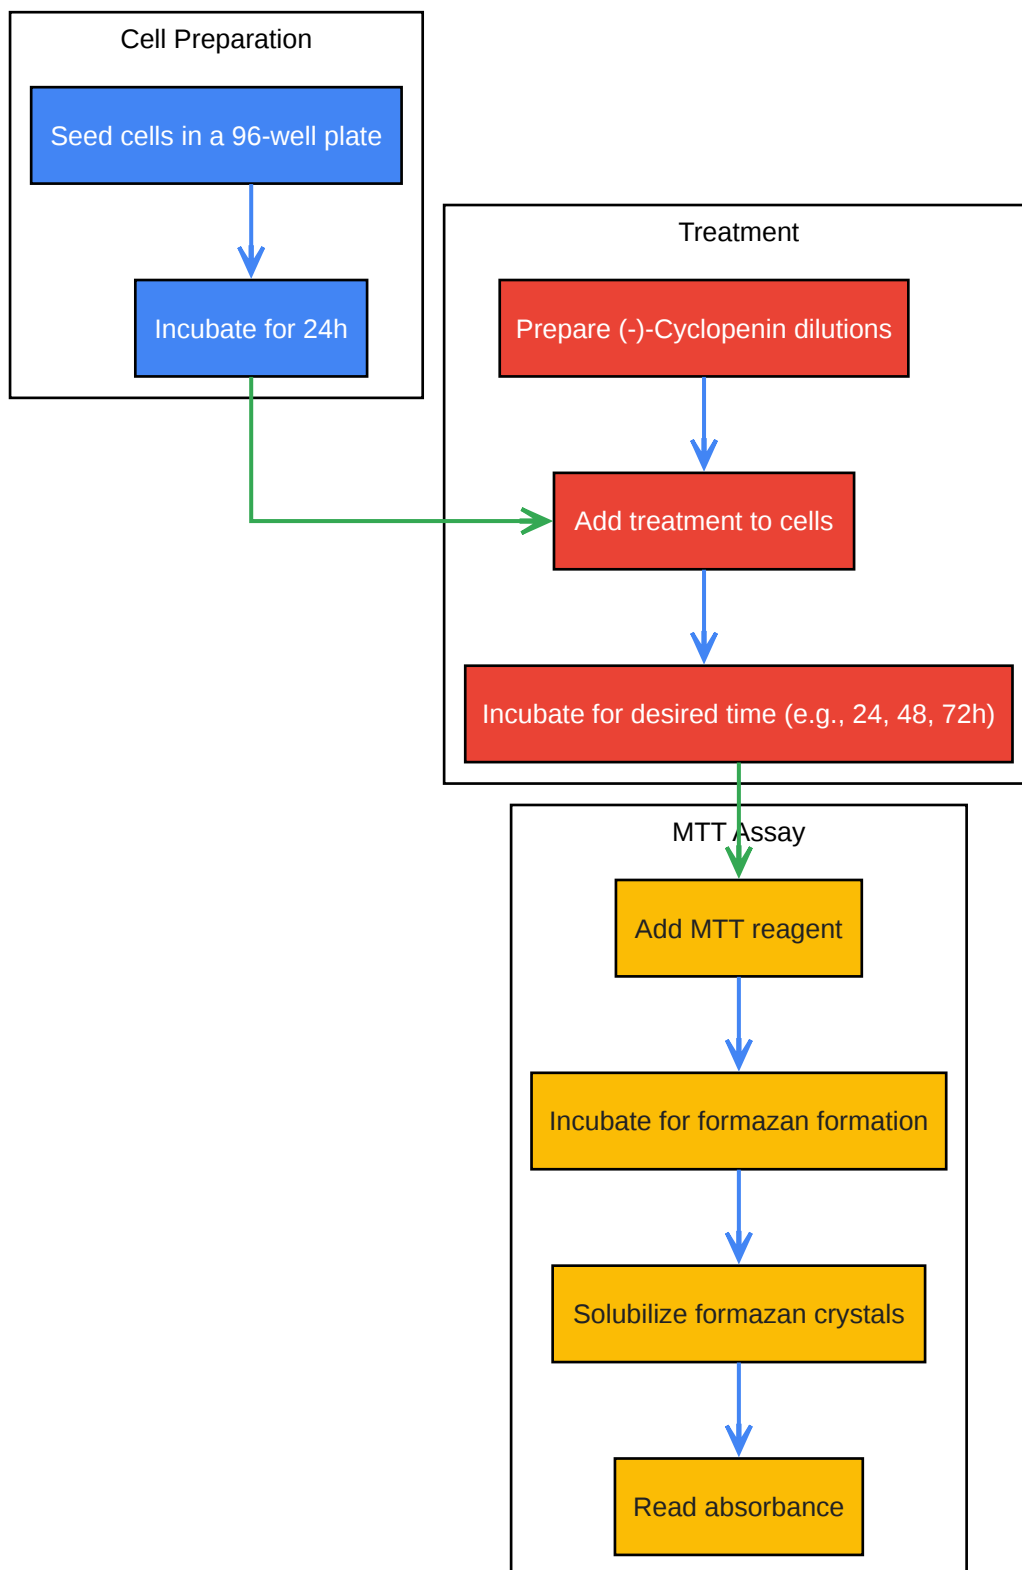 Cell Preparation
Seed cells in a 96-well plate
Incubate for 24h
Treatment
Prepare (-)-Cyclopenin dilutions
Add treatment to cells
Incubate for desired time (e.g., 24, 48, 72h)
MTT Assay
Add MTT reagent
Incubate for formazan formation
Solubilize formazan crystals
Read absorbance